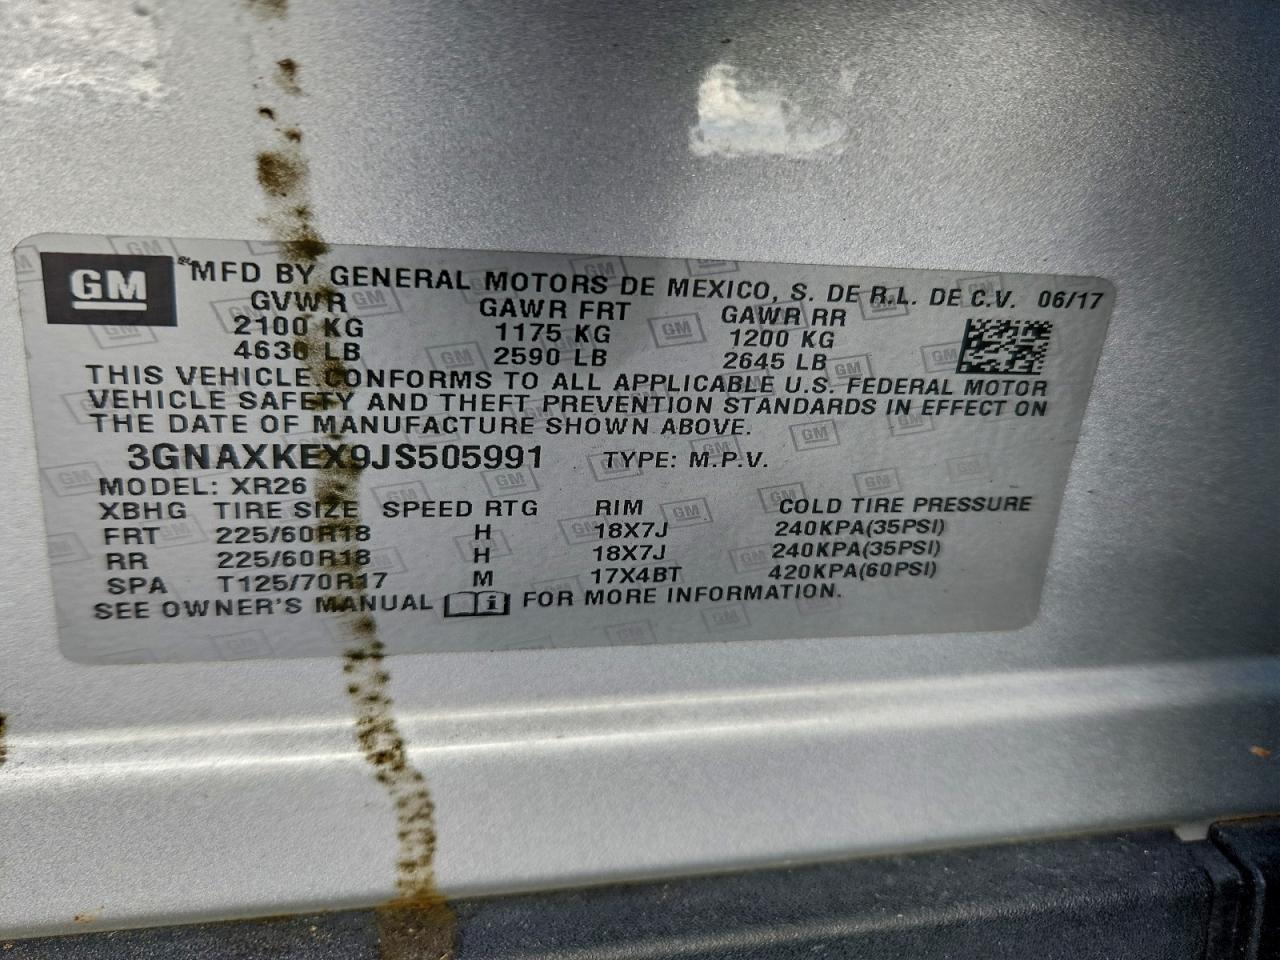 GM
MFD BY GENERAL MOTORS DE MEXICO, S. DE R.L. DE C.V. 06/17
GVWR GAWR FRT GAWR RR
2100 KG 1175 KG 1200 KG
4630 LB 2590 LB 2645 LB
THIS VEHICLE CONFORMS TO ALL APPLICABLE U.S. FEDERAL MOTOR
VEHICLE SAFETY AND THEFT PREVENTION STANDARDS IN EFFECT ON
THE DATE OF MANUFACTURE SHOWN ABOVE.
3GNAXKEX9JS505991 TYPE: M.P.V.
MODEL: XR26
XBHG TIRE SIZE SPEED RTG RIM COLD TIRE PRESSURE
FRT 225/60R18 H 18X7J 240KPA(35PSI)
RR 225/60R18 H 18X7J 240KPA(35PSI)
SPA T125/70R17 M 17X4BT 420KPA(60PSI)
SEE OWNER'S MANUAL i FOR MORE INFORMATION.